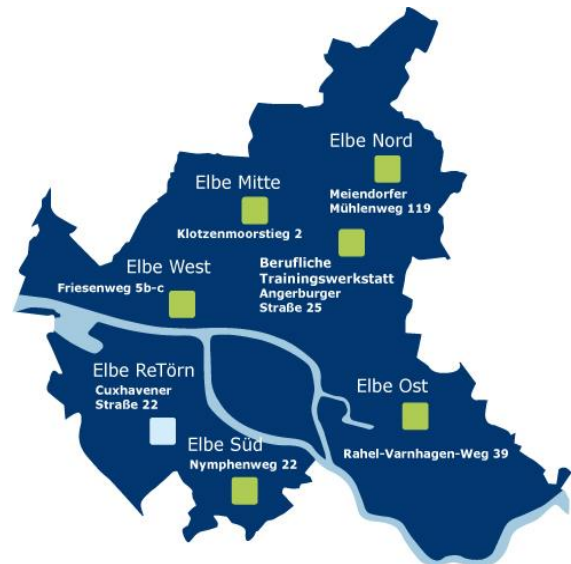 Elbe Nord
Meiendorfer
Mühlenweg 119
Elbe Mitte
Klotzenmoorstieg 2
Berufliche
Trainingswerkstatt
Angerburger
Straße 25
Elbe West
Friesenweg 5b-c
Elbe ReTörn
Cuxhavener
Straße 22
Elbe Ost
Rahel-Varnhagen-Weg 39
Elbe Süd
Nymphenweg 22